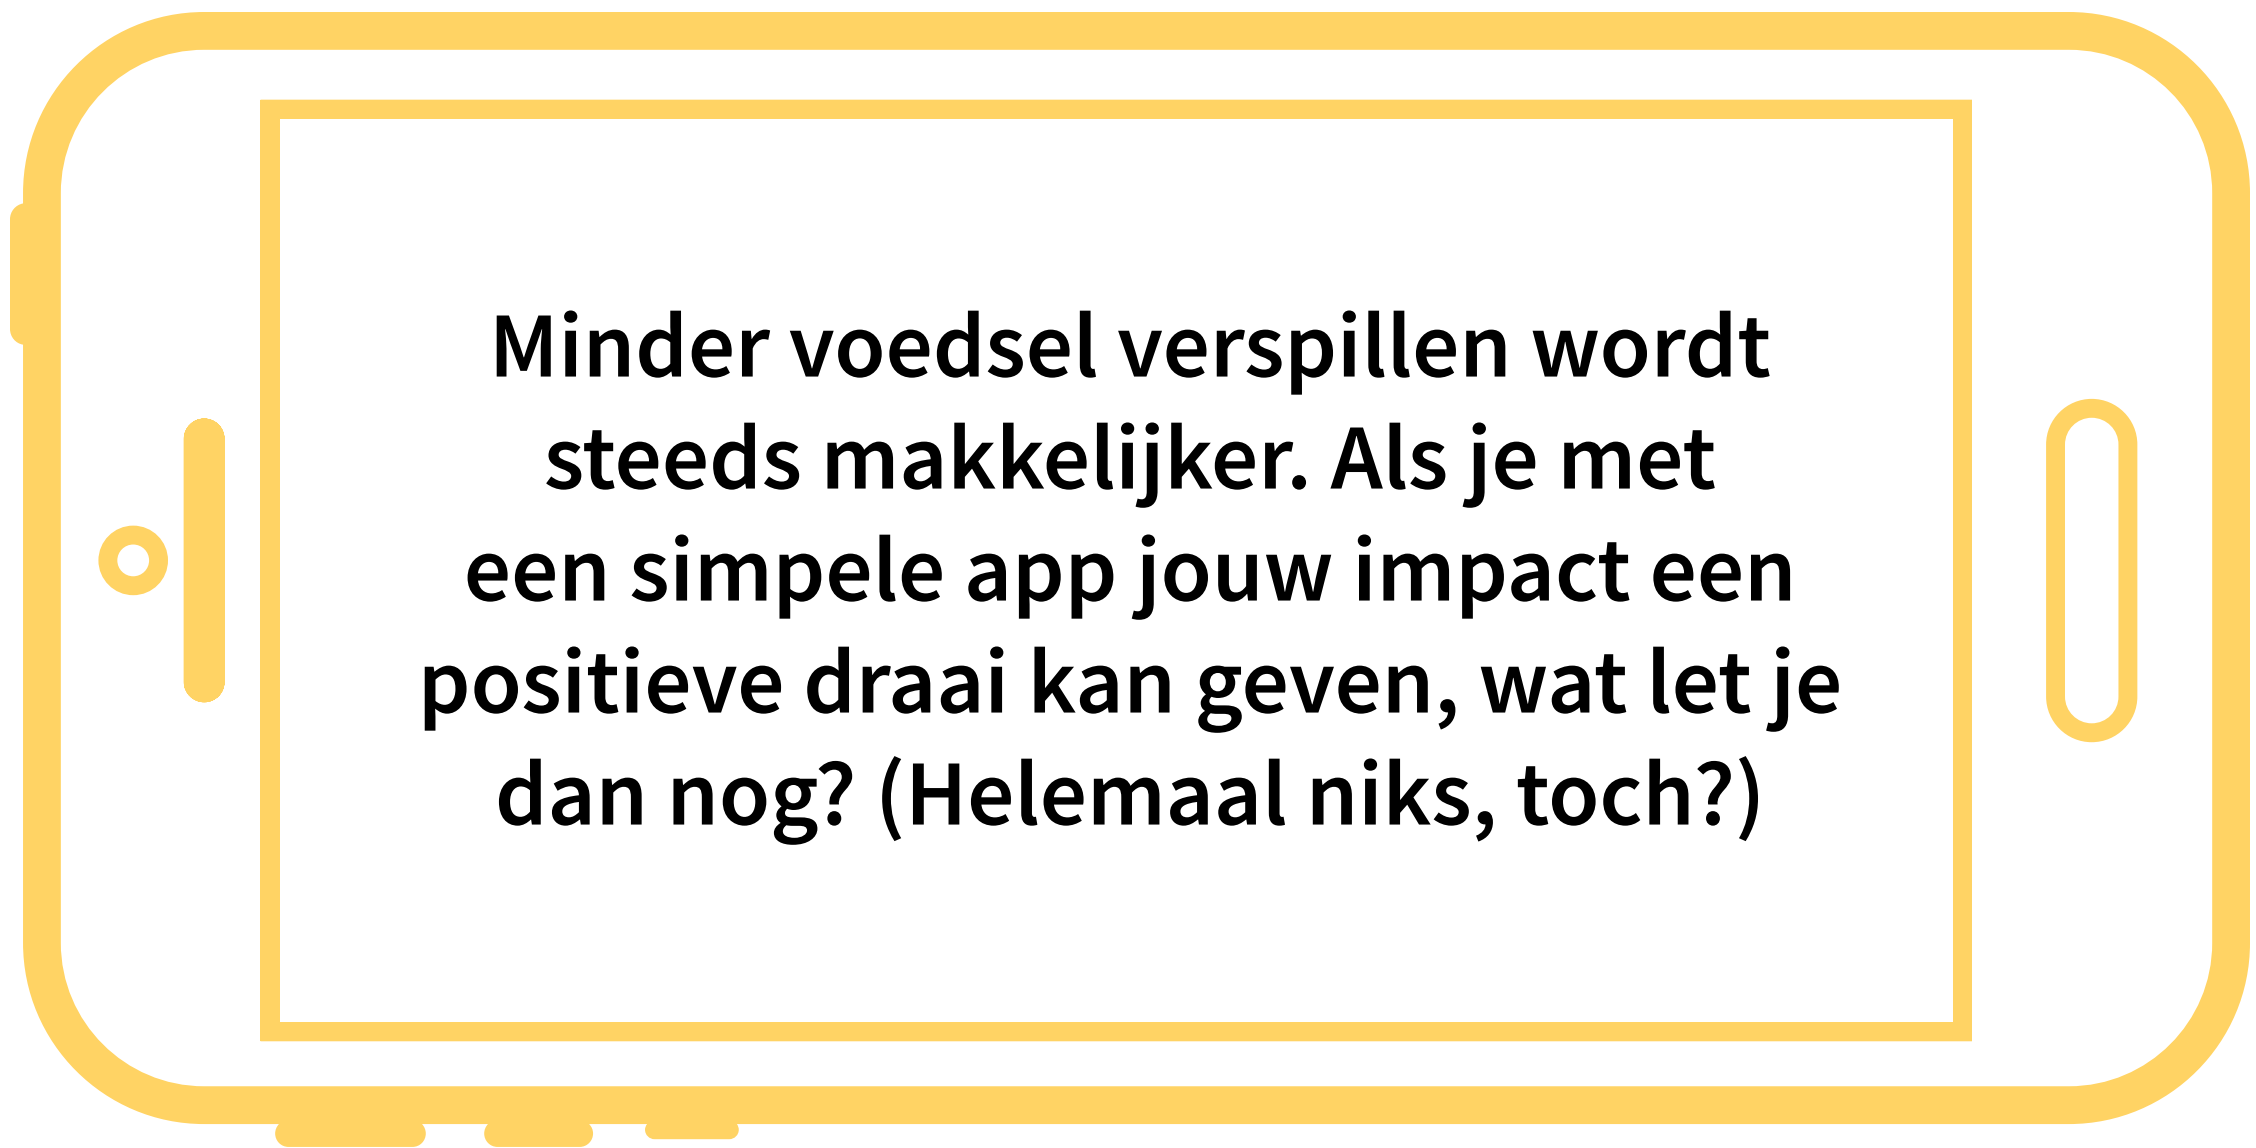 Minder voedsel verspillen wordt
steeds makkelijker. Als je met
een simpele app jouw impact een
positieve draai kan geven, wat let je
dan nog? (Helemaal niks, toch?)